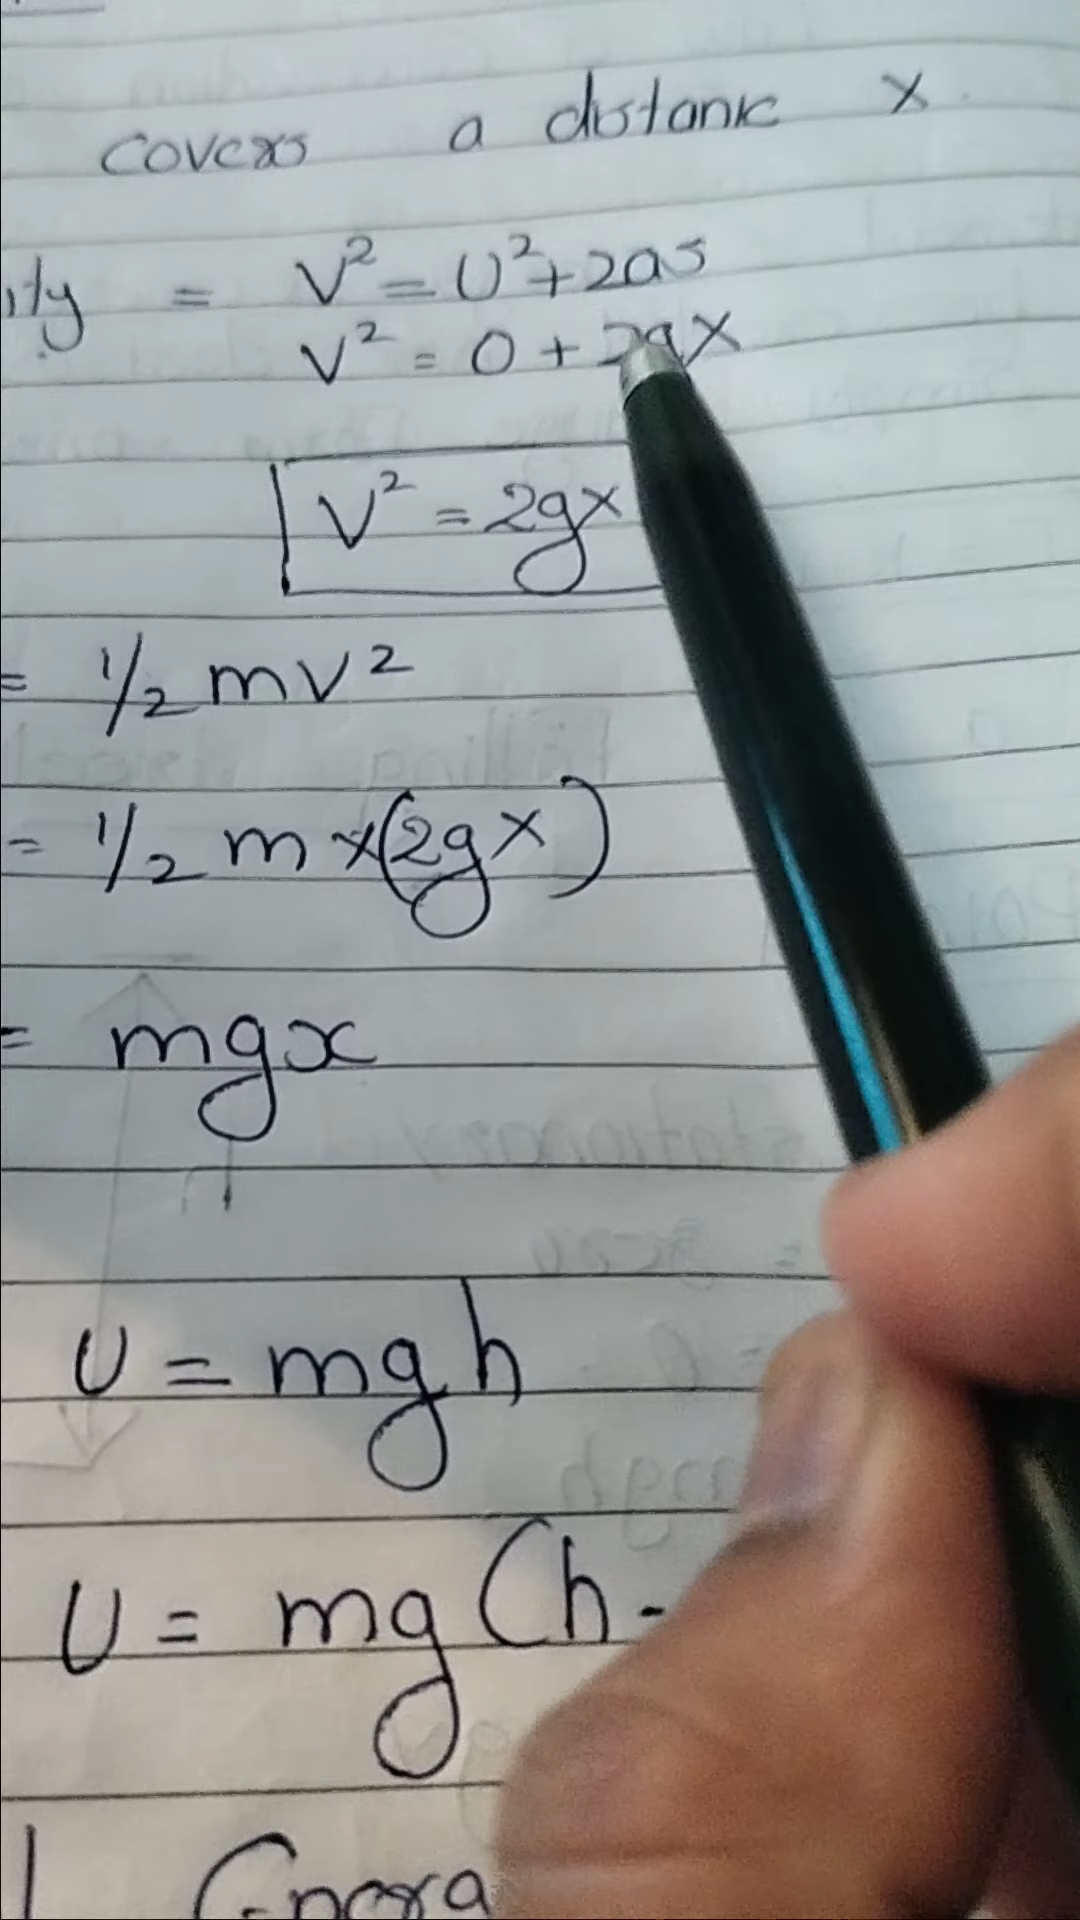 covers a distance x
ity = V² = U² + 2as
V² = 0 + 2gx
V² = 2gx
= 1/2 mv²
= 1/2 m x(2gx)
= mgx
U = mgh
U = mg(h -